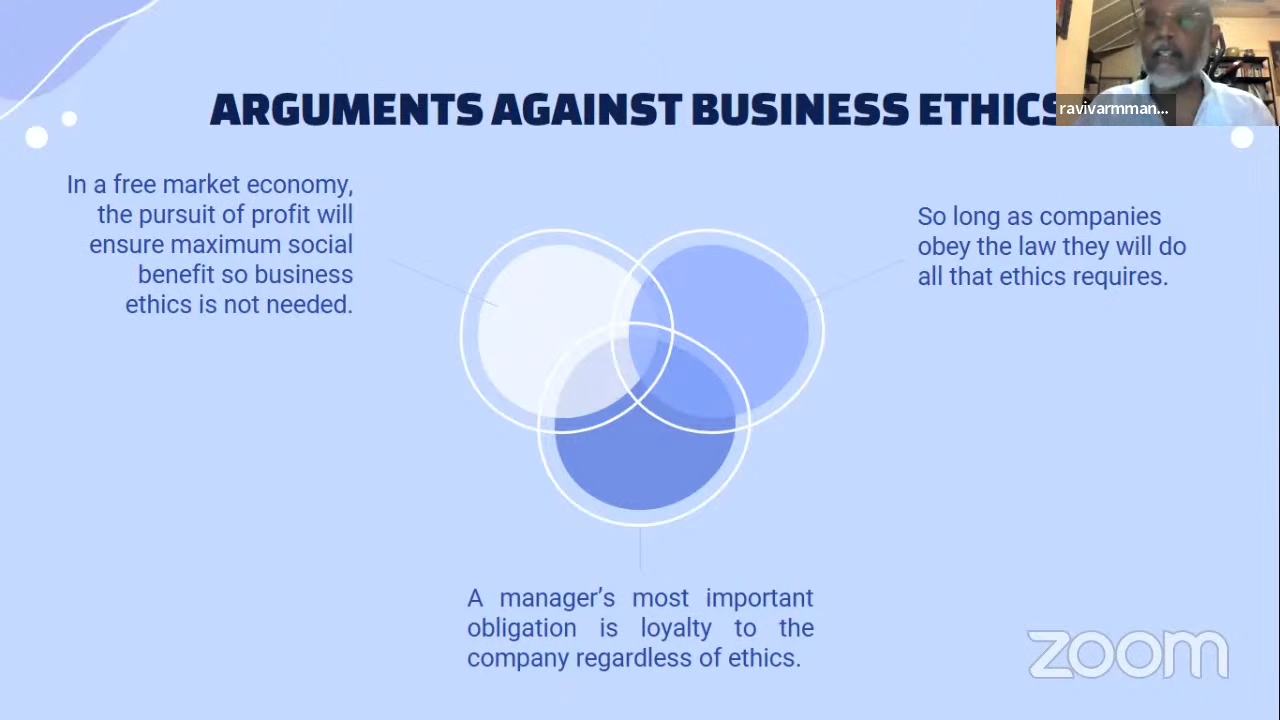 ARGUMENTS AGAINST BUSINESS ETHICS
ravivarmman...
In a free market economy,
the pursuit of profit will
ensure maximum social
benefit so business
ethics is not needed.
So long as companies
obey the law they will do
all that ethics requires.
A manager’s most important
obligation is loyalty to the
company regardless of ethics.
zoom